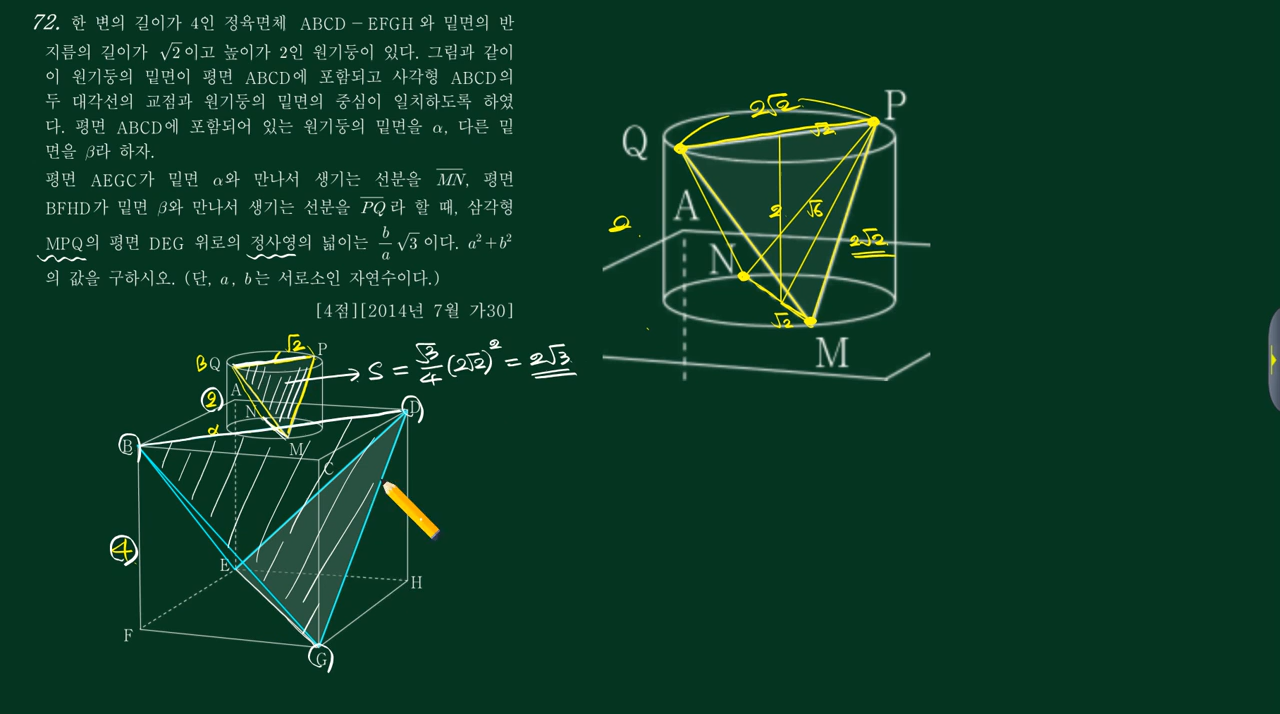 72. 한 변의 길이가 4인 정육면체 ABCD-EFGH와 밑면의 반
지름의 길이가 √2이고 높이가 2인 원기둥이 있다. 그림과 같이
이 원기둥의 밑면이 평면 ABCD에 포함되고 사각형 ABCD의
두 대각선의 교점과 원기둥의 밑면의 중심이 일치하도록 하였
다. 평면 ABCD에 포함되어 있는 원기둥의 밑면을 α, 다른 밑
면을 β라 하자.
평면 AEGC가 밑면 α와 만나서 생기는 선분을 MN, 평면
BFHD가 밑면 β와 만나서 생기는 선분을 PQ라 할 때, 삼각형
MPQ의 평면 DEG 위로의 정사영의 넓이는 b/a √3이다. a²+b²
의 값을 구하시오. (단, a, b는 서로소인 자연수이다.)
[4점][2014년 7월 가30]
√2
β Q P
S = √3/4 (2√2)² = 2√3
A
2
N
D
α
B
M
C
4
E
H
F
G
2√2
P
√2
Q
A
2
√6
2√2
N
√2
M